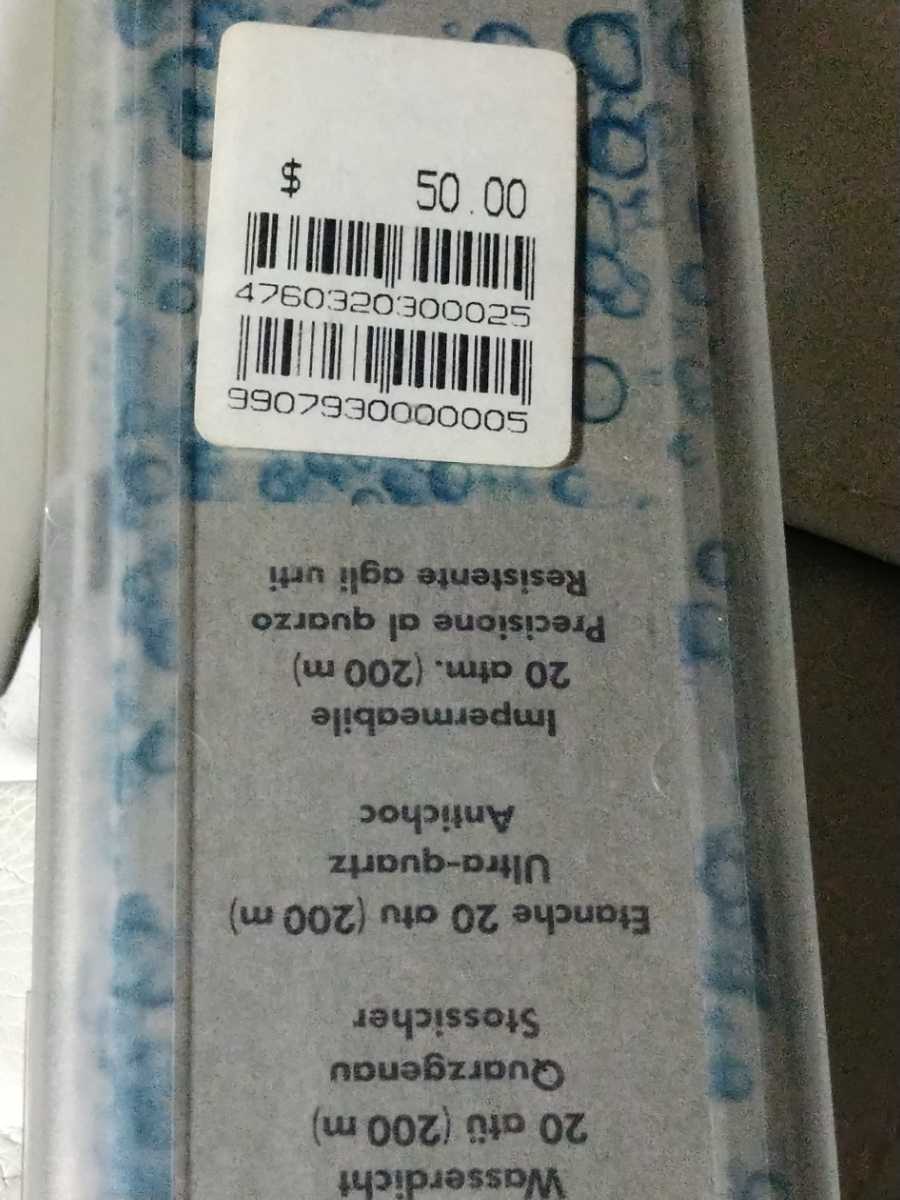 $ 50.00
4760320300025
9907930000005
Wasserdicht
20 atü (200 m)
Quarzgenau
Stossicher
Etanche 20 atu (200 m)
Ultra-quartz
Antichoc
Impermeabile
20 atm. (200 m)
Precisione al quarzo
Resistente agli urti